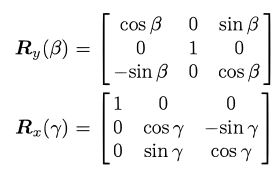 R_y(β) = [ cos β 0 sin β
0 1 0
−sin β 0 cos β ]
R_x(γ) = [ 1 0 0
0 cos γ −sin γ
0 sin γ cos γ ]